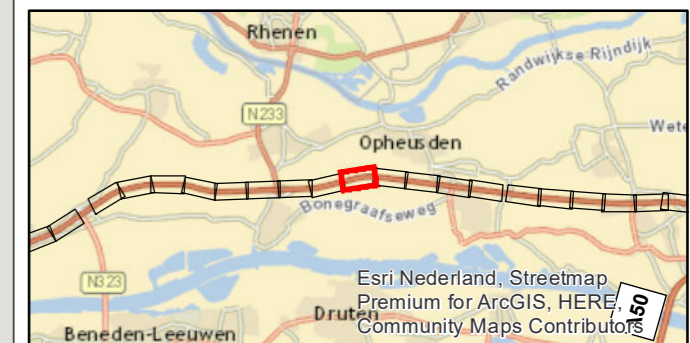 Rhenen
Randwijkse Rijndijk
N233
Opheusden
Wete
Bonegraafseweg
N323
Esri Nederland, Streetmap
Premium for ArcGIS, HERE,
Community Maps Contributors
A50
Druten
Beneden-Leeuwen